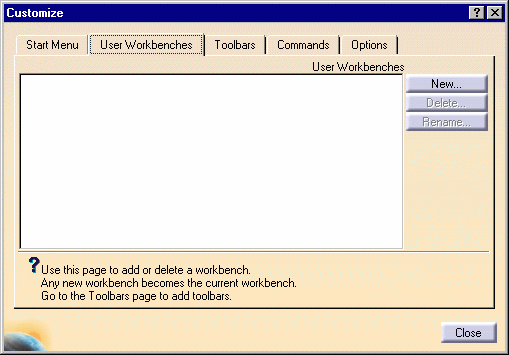 Customize
Start Menu User Workbenches Toolbars Commands Options
User Workbenches
New...
Delete...
Rename...
Use this page to add or delete a workbench.
Any new workbench becomes the current workbench.
Go to the Toolbars page to add toolbars.
Close